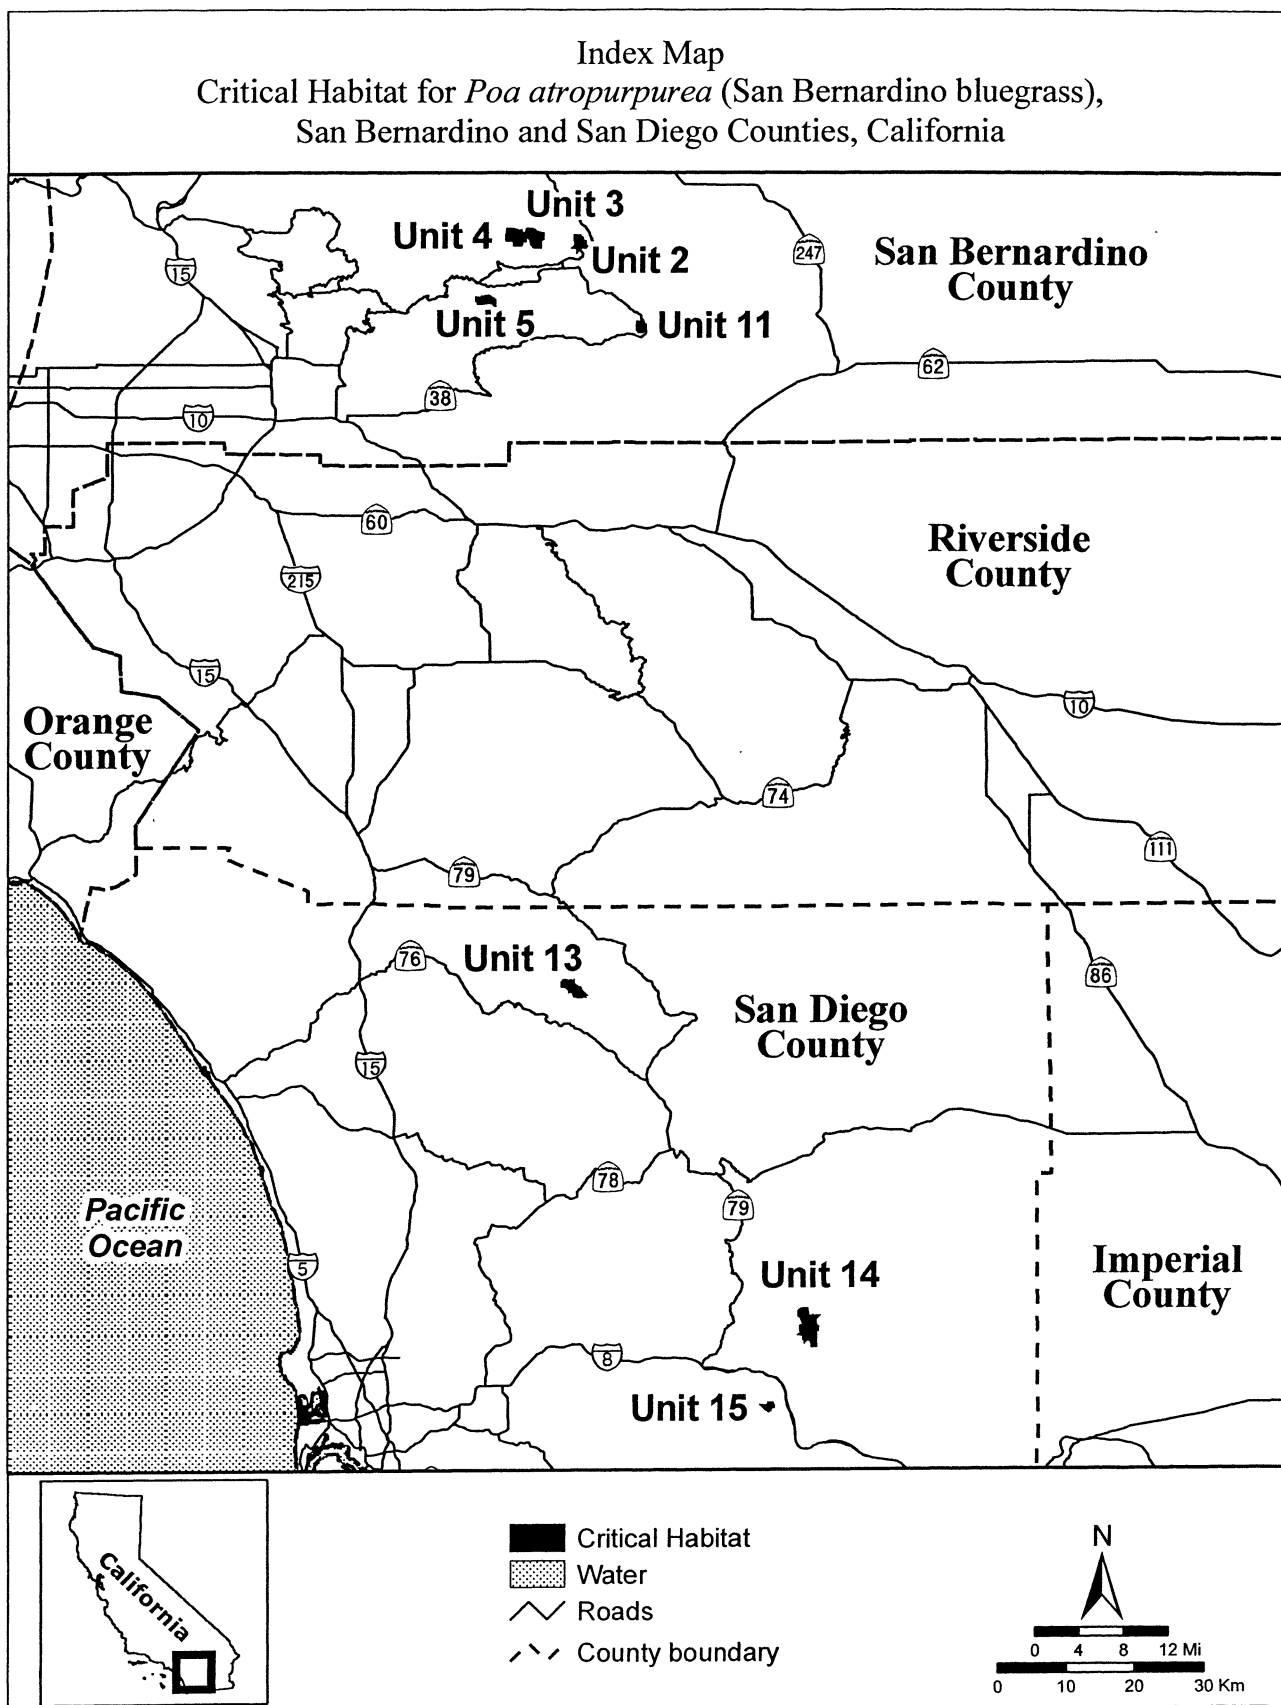 Index Map
Critical Habitat for Poa atropurpurea (San Bernardino bluegrass),
San Bernardino and San Diego Counties, California
Unit 3
Unit 4
Unit 2
247
San Bernardino
County
15
Unit 5
Unit 11
62
38
10
60
Riverside
County
215
15
10
Orange
County
74
111
79
76
Unit 13
86
San Diego
County
15
78
79
Pacific
Ocean
5
Unit 14
Imperial
County
8
Unit 15
California
Critical Habitat
Water
Roads
County boundary
N
0 4 8 12 Mi
0 10 20 30 Km